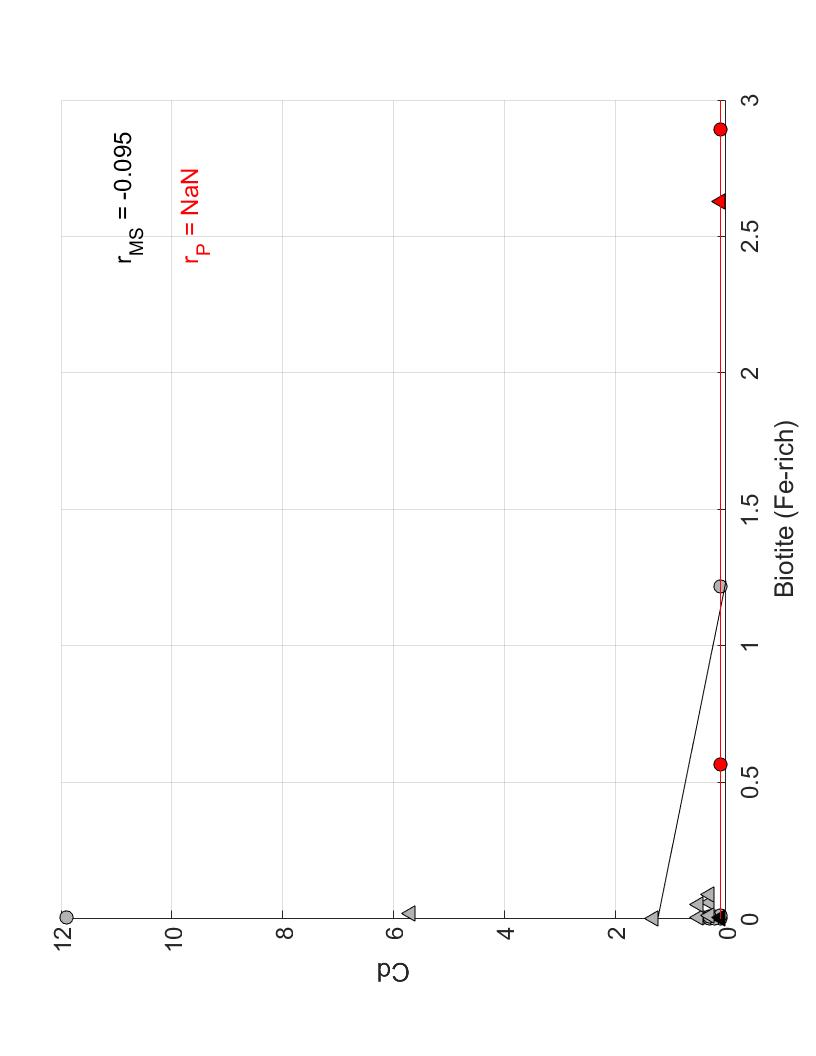 12
10
8
6
4
2
0
Cd
r_MS = -0.095
r_P = NaN
0 0.5 1 1.5 2 2.5 3
Biotite (Fe-rich)